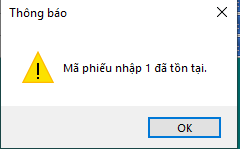 Thông báo
Mã phiếu nhập 1 đã tồn tại.
OK